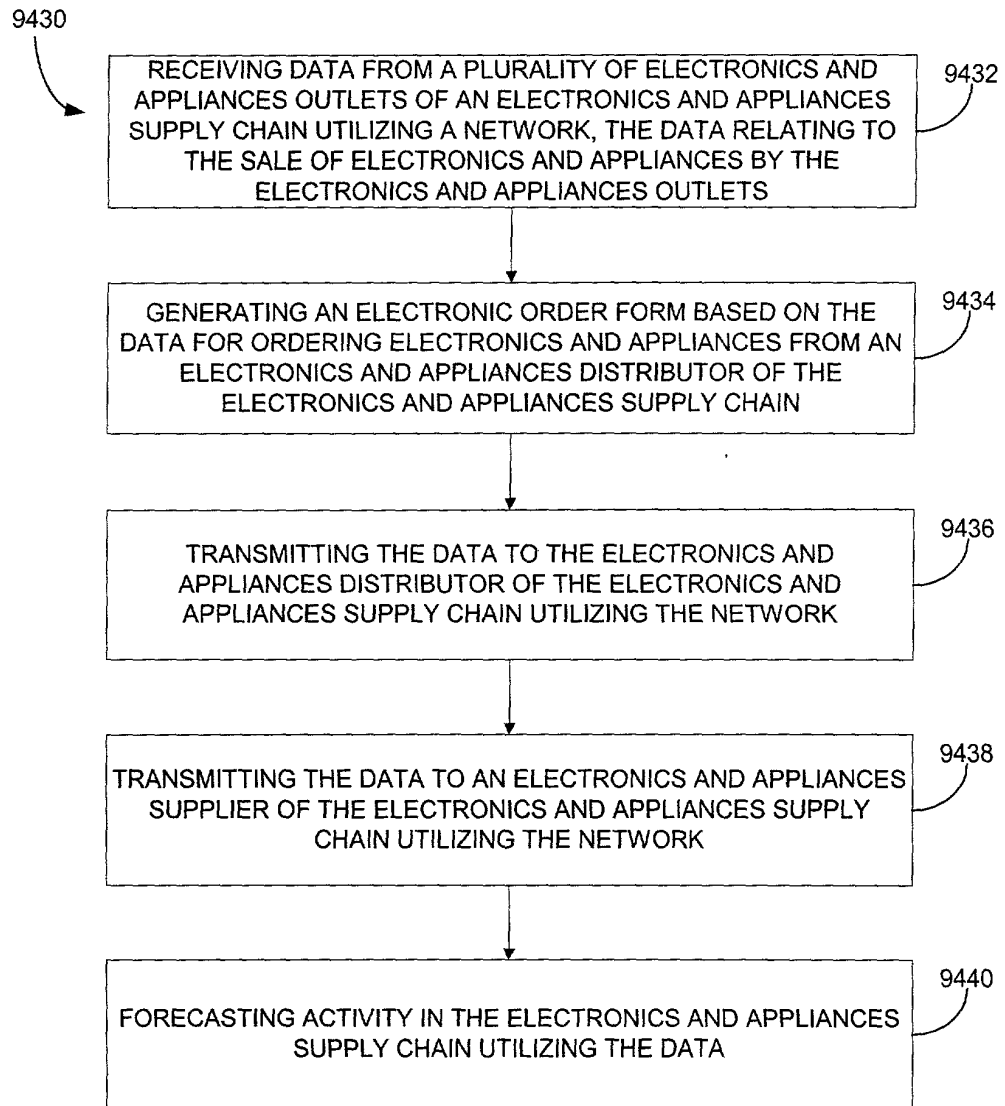 9430
RECEIVING DATA FROM A PLURALITY OF ELECTRONICS AND
APPLIANCES OUTLETS OF AN ELECTRONICS AND APPLIANCES
SUPPLY CHAIN UTILIZING A NETWORK, THE DATA RELATING TO
THE SALE OF ELECTRONICS AND APPLIANCES BY THE
ELECTRONICS AND APPLIANCES OUTLETS
9432
GENERATING AN ELECTRONIC ORDER FORM BASED ON THE
DATA FOR ORDERING ELECTRONICS AND APPLIANCES FROM AN
ELECTRONICS AND APPLIANCES DISTRIBUTOR OF THE
ELECTRONICS AND APPLIANCES SUPPLY CHAIN
9434
TRANSMITTING THE DATA TO THE ELECTRONICS AND
APPLIANCES DISTRIBUTOR OF THE ELECTRONICS AND
APPLIANCES SUPPLY CHAIN UTILIZING THE NETWORK
9436
TRANSMITTING THE DATA TO AN ELECTRONICS AND APPLIANCES
SUPPLIER OF THE ELECTRONICS AND APPLIANCES SUPPLY
CHAIN UTILIZING THE NETWORK
9438
FORECASTING ACTIVITY IN THE ELECTRONICS AND APPLIANCES
SUPPLY CHAIN UTILIZING THE DATA
9440